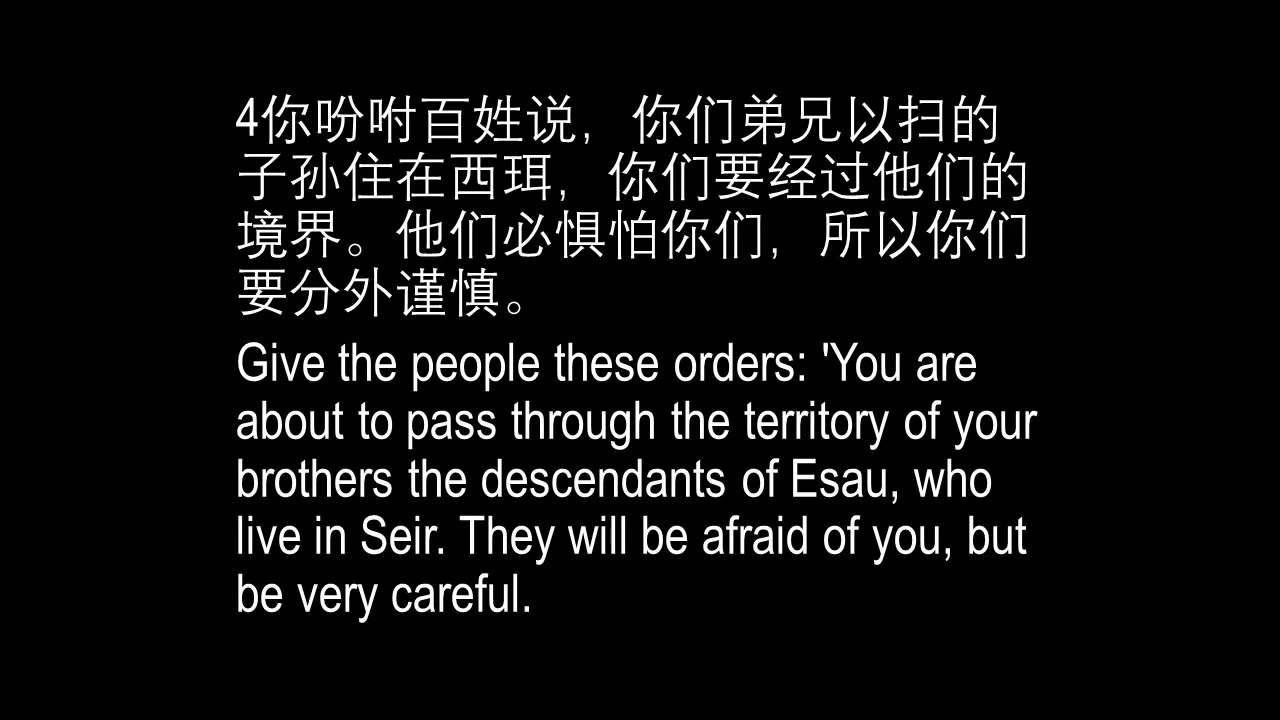 4你吩咐百姓说，你们弟兄以扫的
子孙住在西珥，你们要经过他们的
境界。他们必惧怕你们，所以你们
要分外谨慎。
Give the people these orders: 'You are
about to pass through the territory of your
brothers the descendants of Esau, who
live in Seir. They will be afraid of you, but
be very careful.